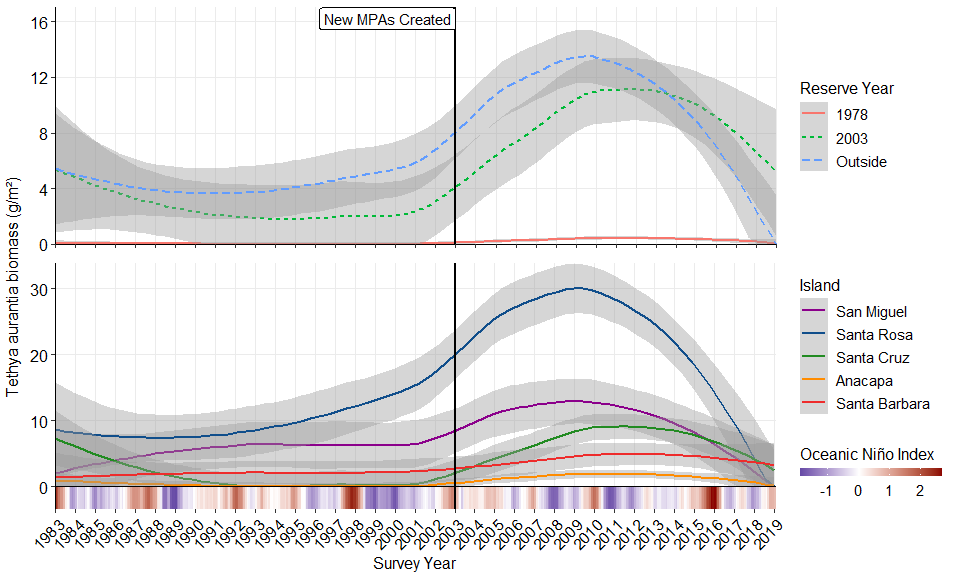 New MPAs Created
16
12
8
4
0
Tethya aurantia biomass (g/m²)
30
20
10
0
1983 1984 1985 1986 1987 1988 1989 1990 1991 1992 1993 1994 1995 1996 1997 1998 1999 2000 2001 2002 2003 2004 2005 2006 2007 2008 2009 2010 2011 2012 2013 2014 2015 2016 2017 2018 2019
Survey Year
Reserve Year
1978
2003
Outside
Island
San Miguel
Santa Rosa
Santa Cruz
Anacapa
Santa Barbara
Oceanic Niño Index
-1 0 1 2